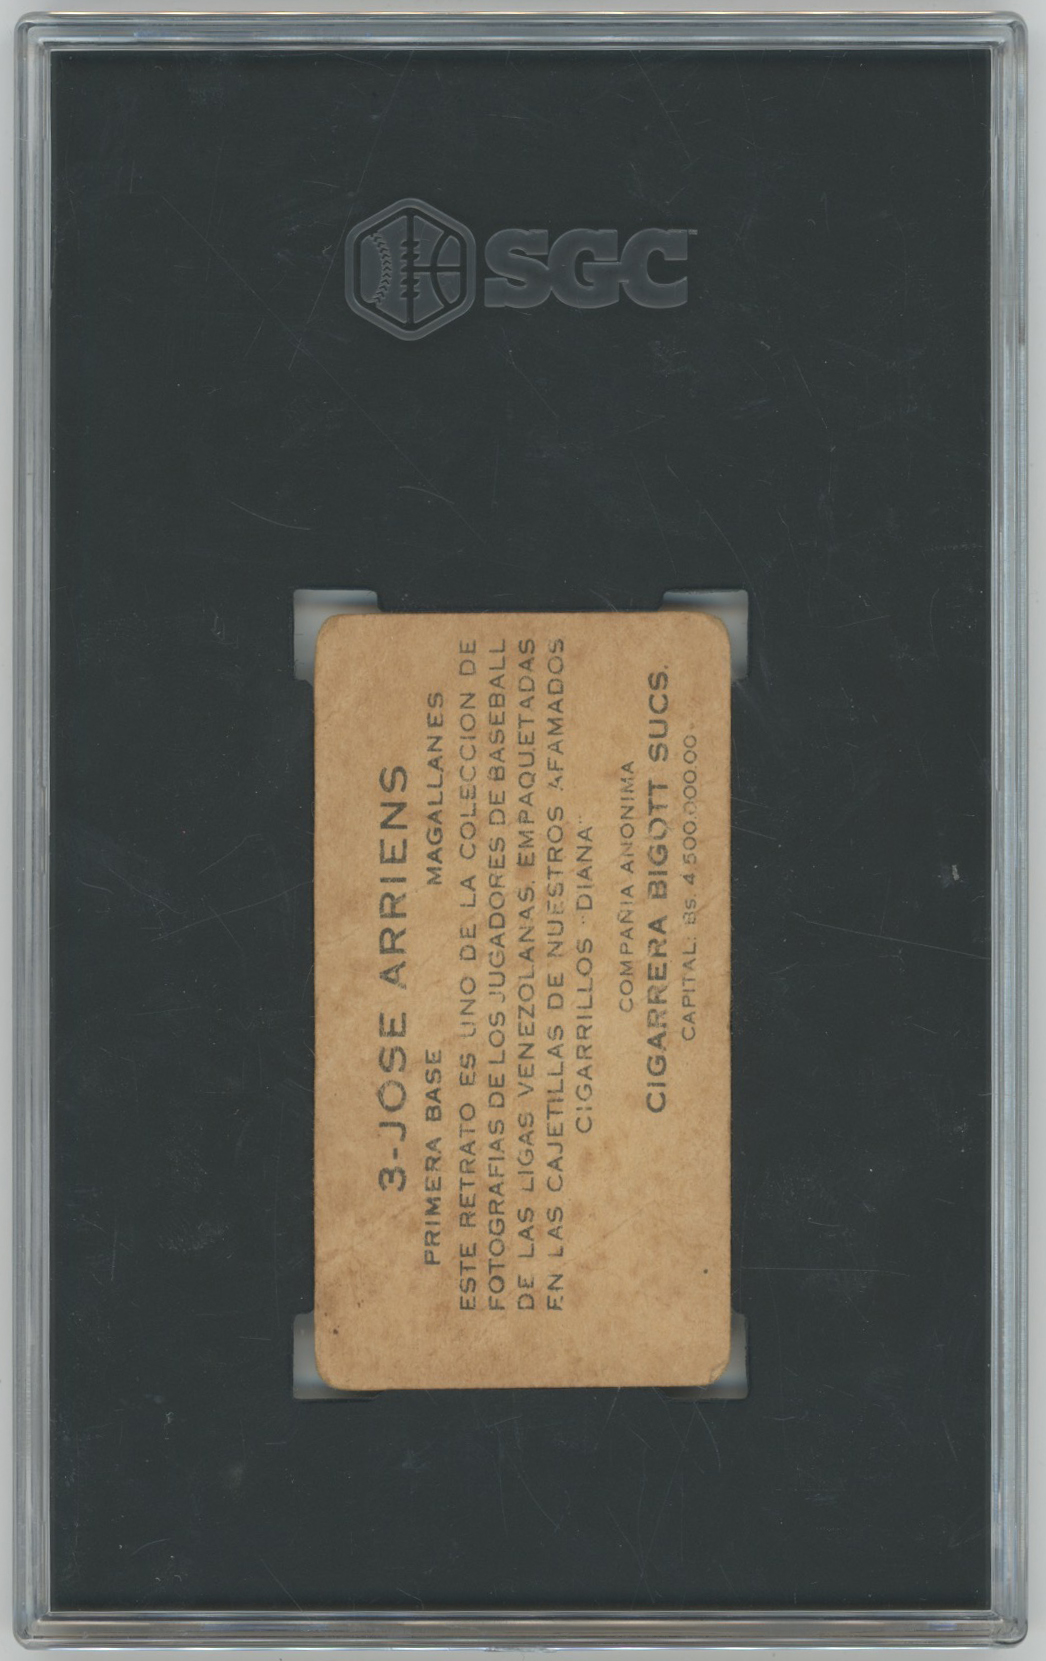 SGC
3-JOSE ARRIENS
PRIMERA BASE MAGALLANES
ESTE RETRATO ES UNO DE LA COLECCION DE
FOTOGRAFIAS DE LOS JUGADORES DE BASEBALL
DE LAS LIGAS VENEZOLANAS, EMPAQUETADAS
EN LAS CAJETILLAS DE NUESTROS AFAMADOS
CIGARRILLOS "DIANA"
COMPAÑIA ANONIMA
CIGARRERA BIGOTT SUCS.
CAPITAL: Bs. 4 500.000.00